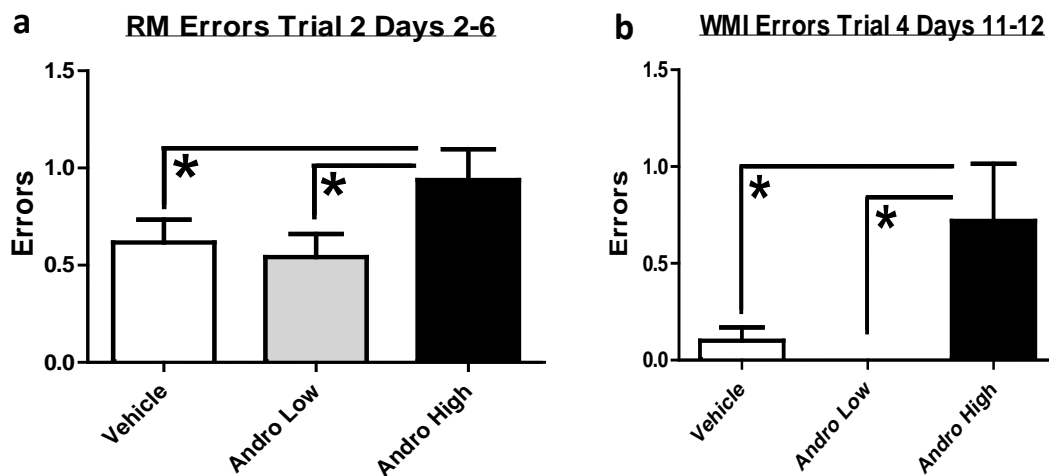 a
RM Errors Trial 2 Days 2-6
1.5
1.0
0.5
0.0
Errors
*
*
Vehicle
Andro Low
Andro High
b
WMI Errors Trial 4 Days 11-12
1.5
1.0
0.5
0.0
Errors
*
*
Vehicle
Andro Low
Andro High